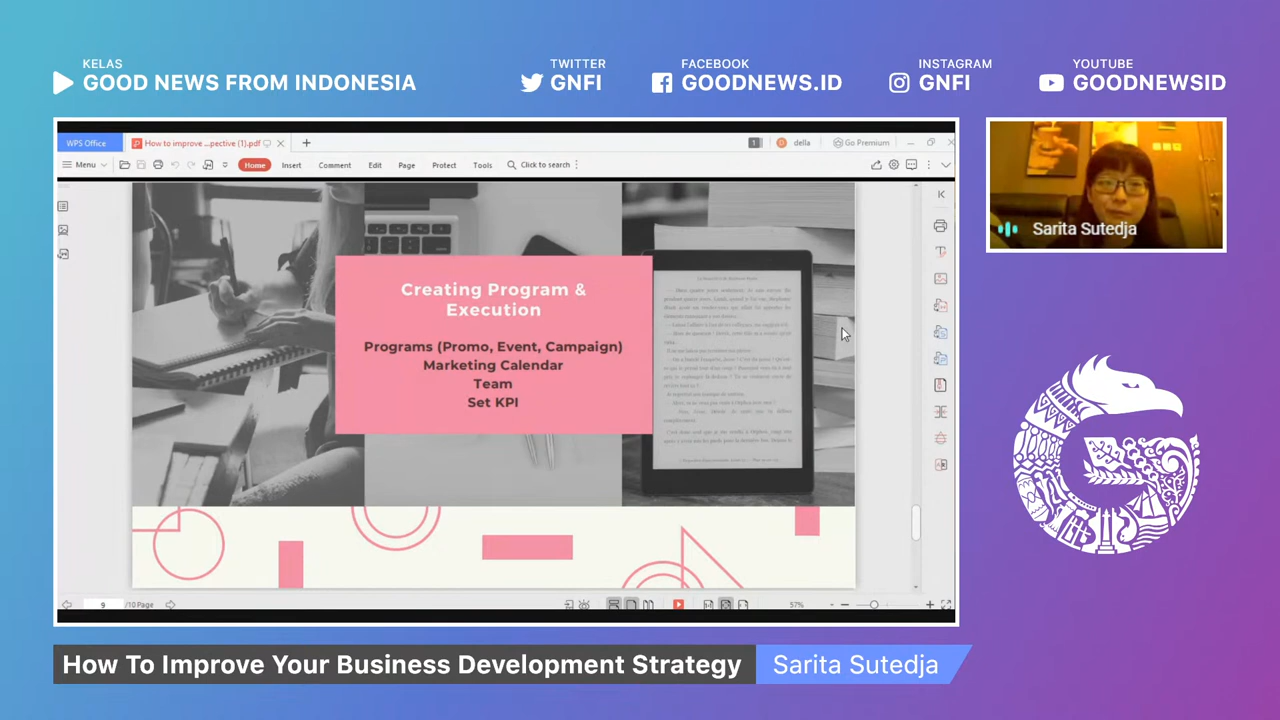 KELAS
GOOD NEWS FROM INDONESIA
TWITTER
GNFI
FACEBOOK
GOODNEWS.ID
INSTAGRAM
GNFI
YOUTUBE
GOODNEWSID
WPS Office
How to improve ...pective (1).pdf
1
della
Go Premium
Menu
Home
Insert
Comment
Edit
Page
Protect
Tools
Click to search
Creating Program &
Execution
Programs (Promo, Event, Campaign)
Marketing Calendar
Team
Set KPI
Sarita Sutedja
9
/10 Page
57%
How To Improve Your Business Development Strategy
Sarita Sutedja